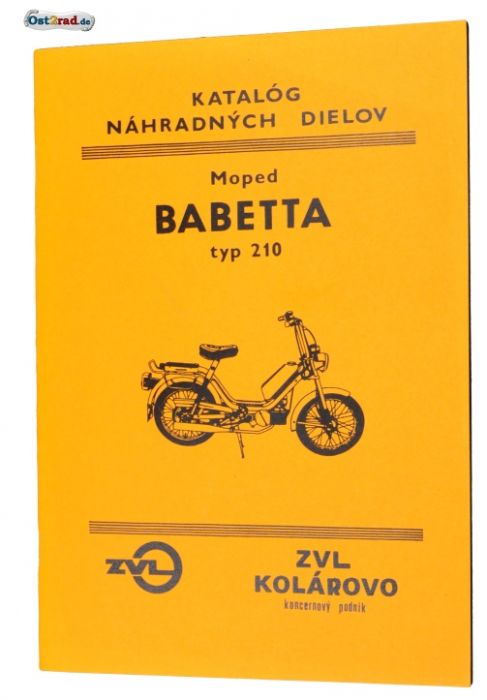 Ost2rad.de
KATALÓG
NÁHRADNÝCH DIELOV
Moped
BABETTA
typ 210
ZVL
ZVL
KOLÁROVO
koncernový podnik